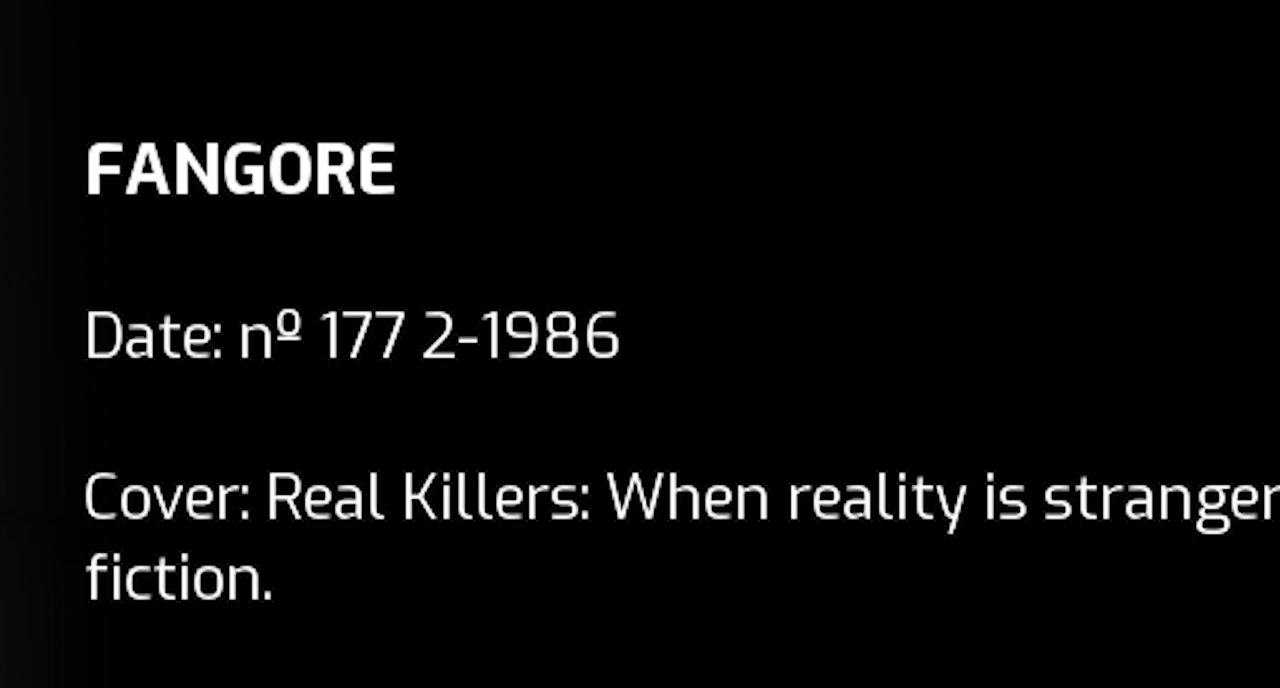 FANGORE
Date: nº 177 2-1986
Cover: Real Killers: When reality is stranger
fiction.